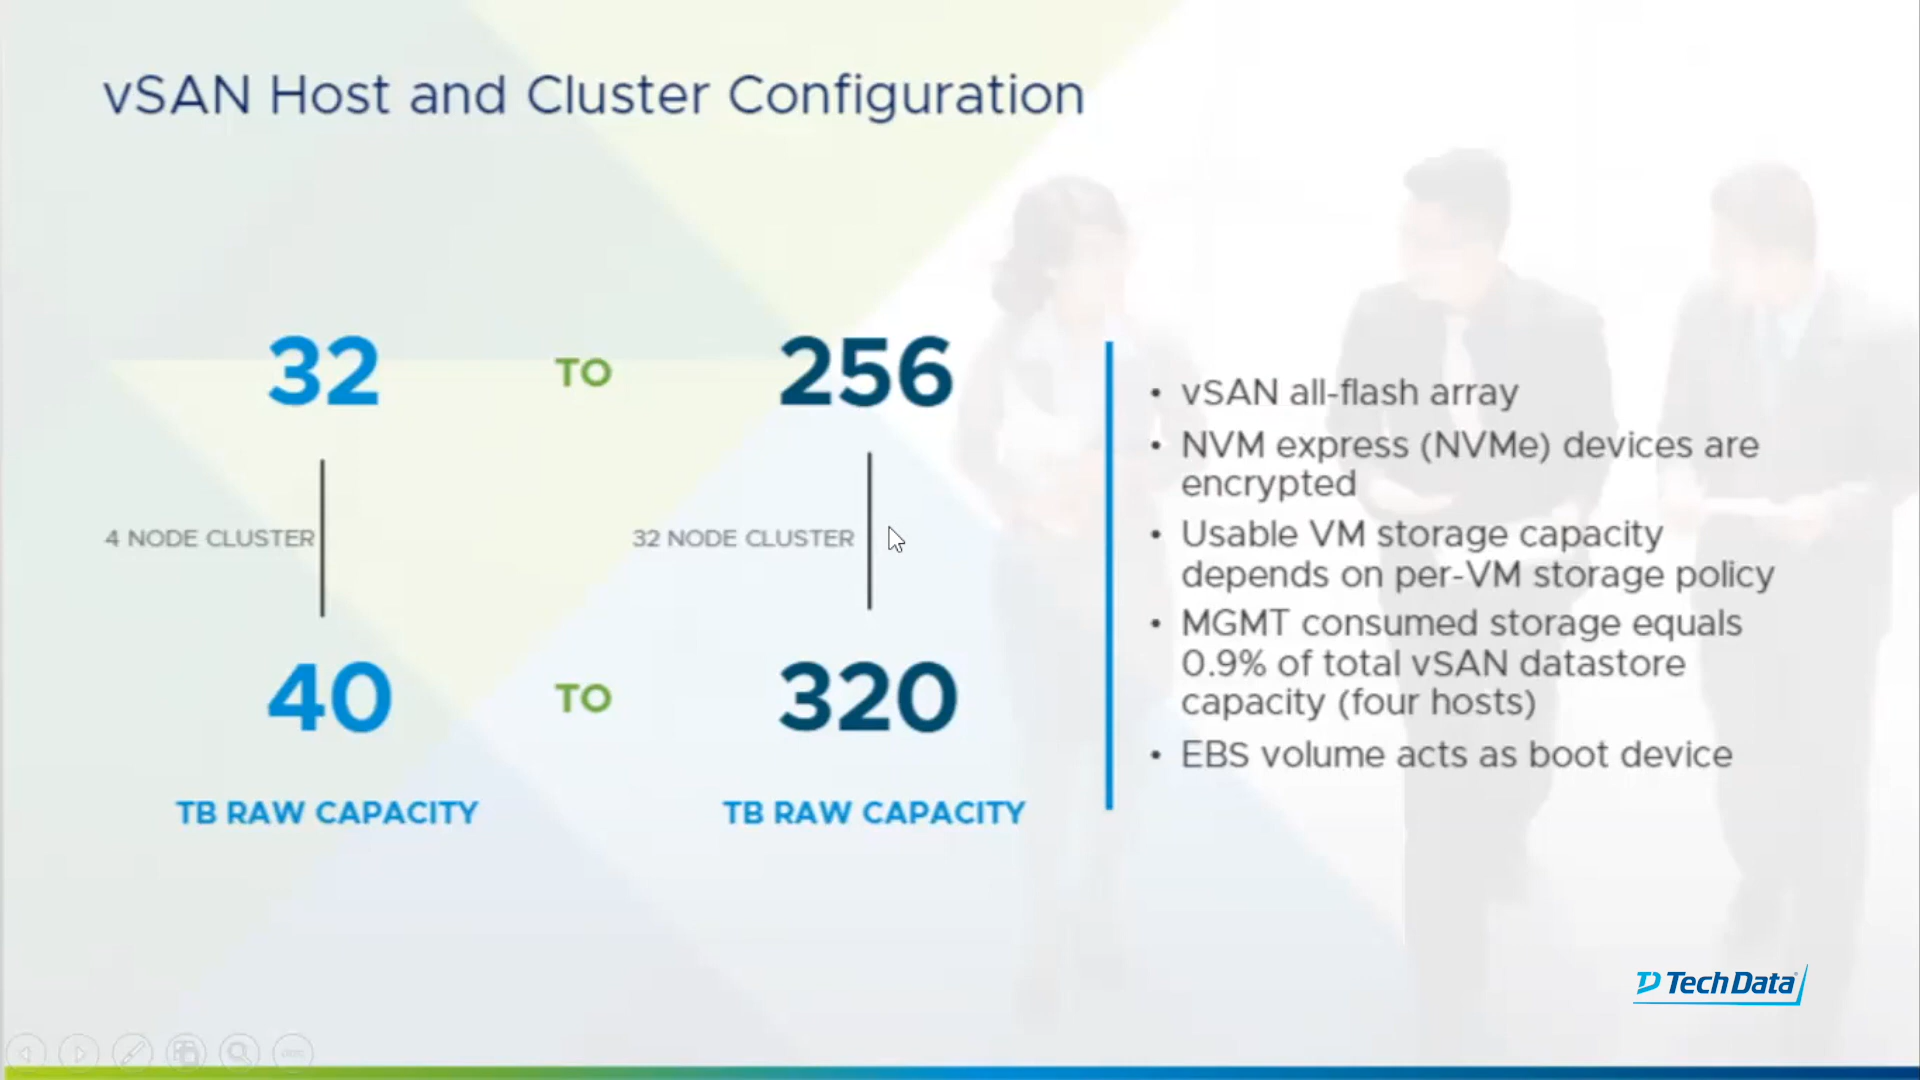 vSAN Host and Cluster Configuration
32 TO 256
4 NODE CLUSTER
32 NODE CLUSTER
40 TO 320
TB RAW CAPACITY
TB RAW CAPACITY
• vSAN all-flash array
• NVM express (NVMe) devices are
encrypted
• Usable VM storage capacity
depends on per-VM storage policy
• MGMT consumed storage equals
0.9% of total vSAN datastore
capacity (four hosts)
• EBS volume acts as boot device
Tech Data